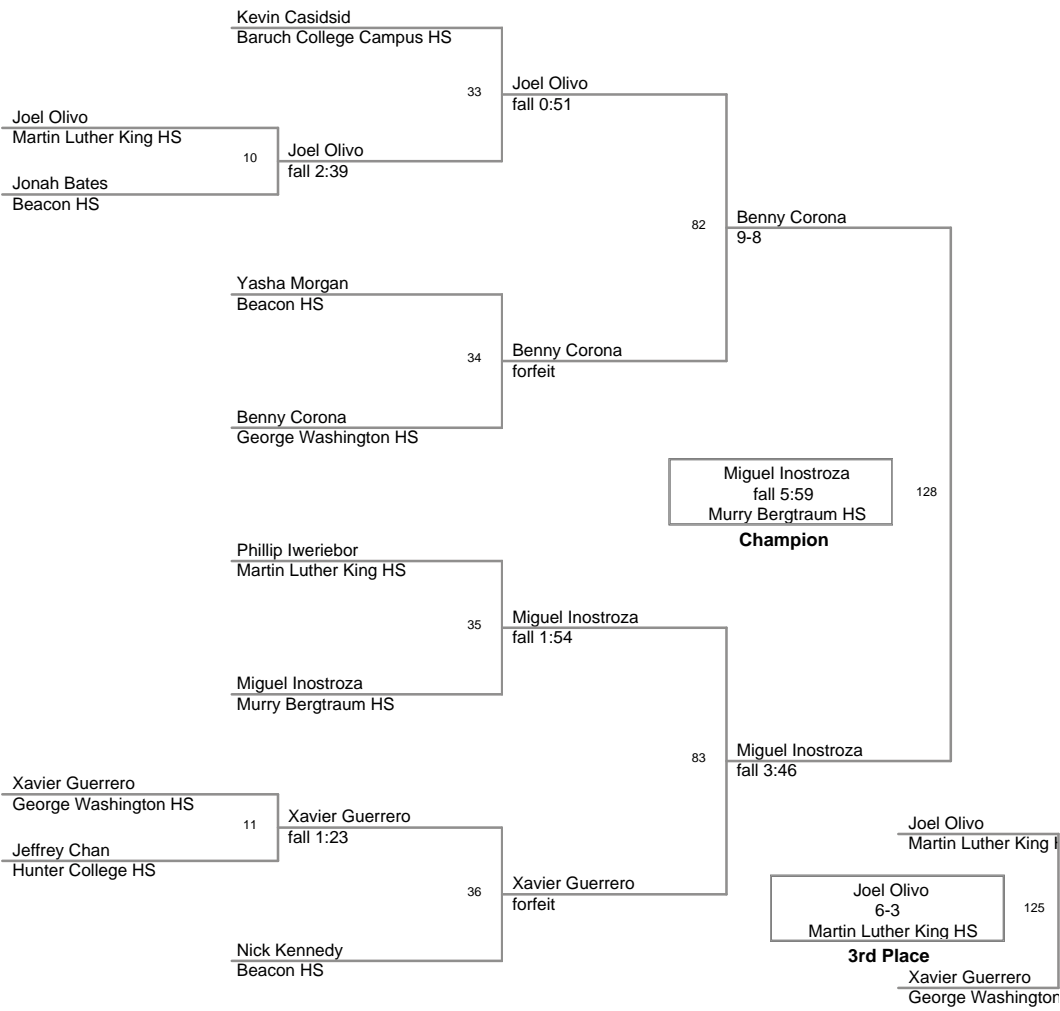 Kevin Casidsid
Baruch College Campus HS
33
Joel Olivo
fall 0:51
Joel Olivo
Martin Luther King HS
10
Joel Olivo
fall 2:39
Jonah Bates
Beacon HS
82
Benny Corona
9-8
Yasha Morgan
Beacon HS
34
Benny Corona
forfeit
Benny Corona
George Washington HS
Miguel Inostroza
fall 5:59
Murry Bergtraum HS
Champion
128
Phillip Iweriebor
Martin Luther King HS
35
Miguel Inostroza
fall 1:54
Miguel Inostroza
Murry Bergtraum HS
83
Miguel Inostroza
fall 3:46
Xavier Guerrero
George Washington HS
11
Xavier Guerrero
fall 1:23
Jeffrey Chan
Hunter College HS
36
Xavier Guerrero
forfeit
Nick Kennedy
Beacon HS
Joel Olivo
Martin Luther King
Joel Olivo
6-3
Martin Luther King HS
3rd Place
125
Xavier Guerrero
George Washington